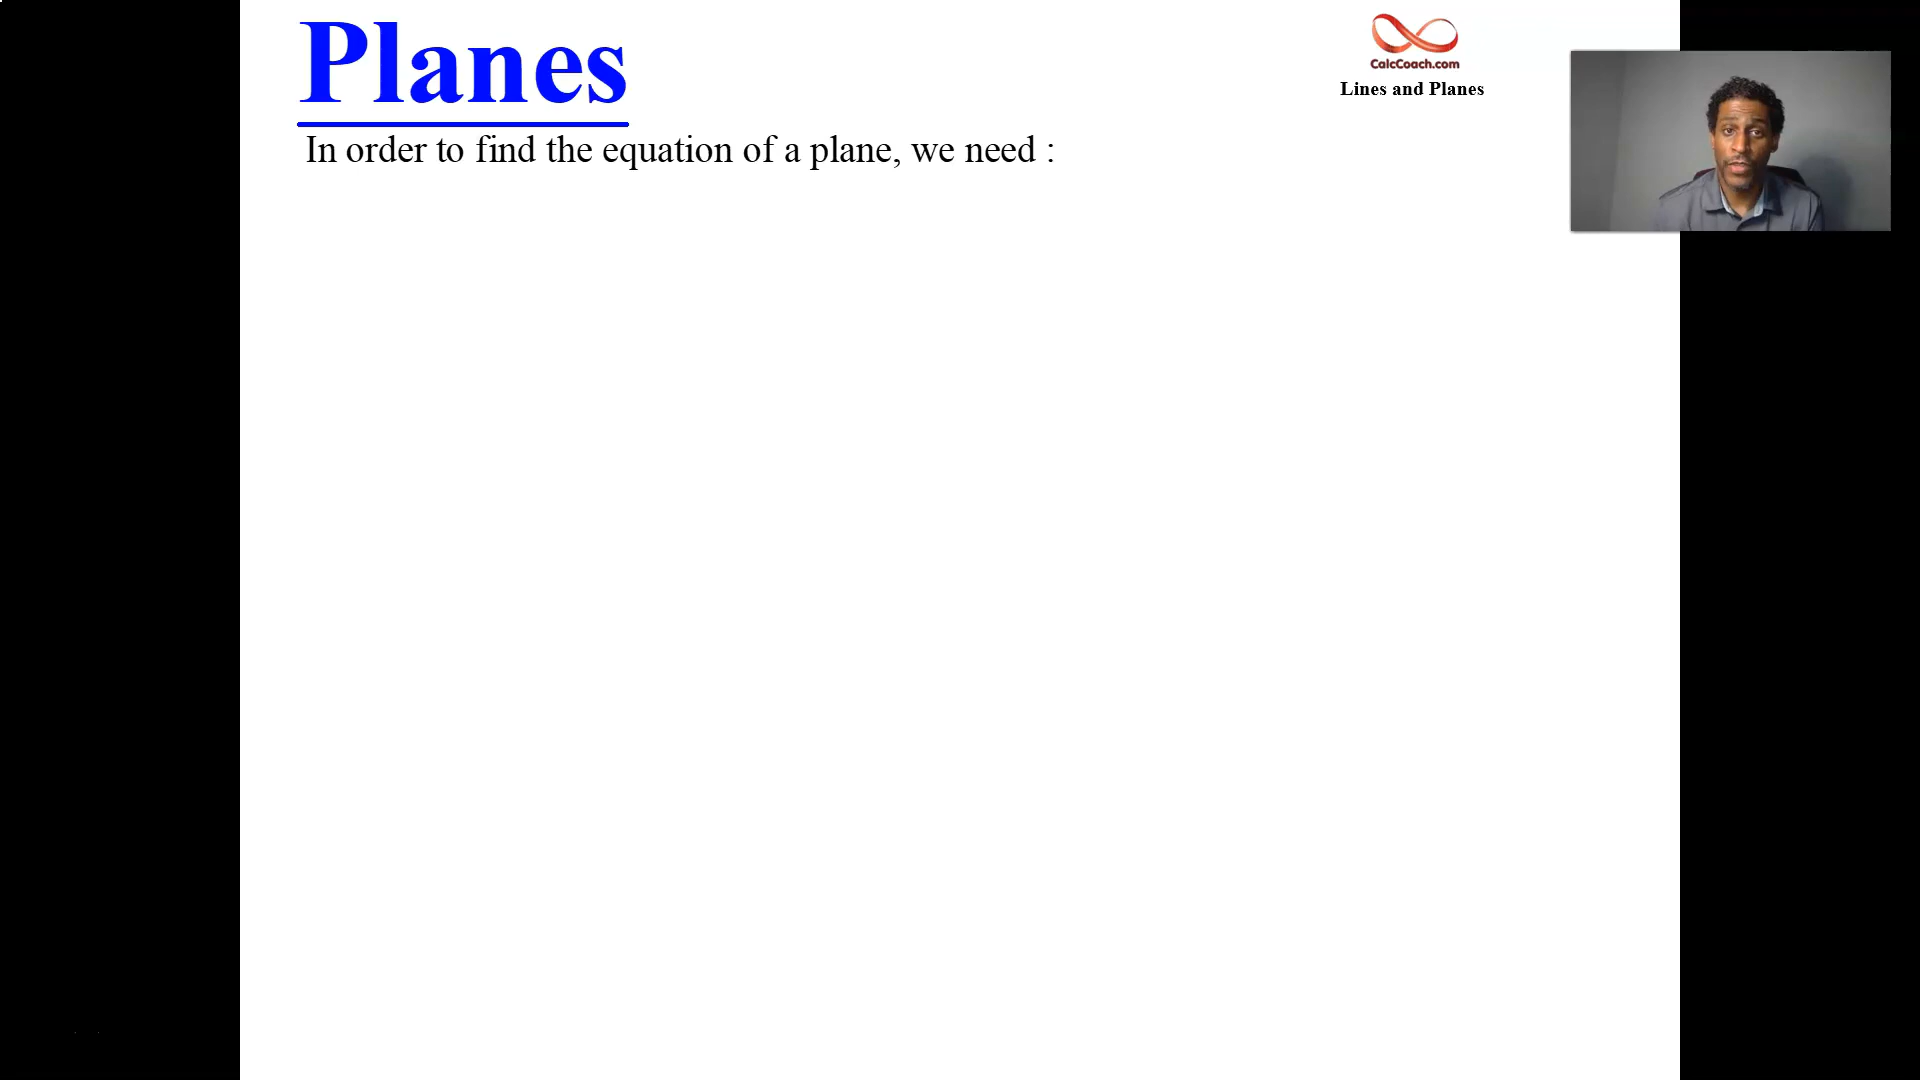 Planes
CalcCoach.com
Lines and Planes
In order to find the equation of a plane, we need :